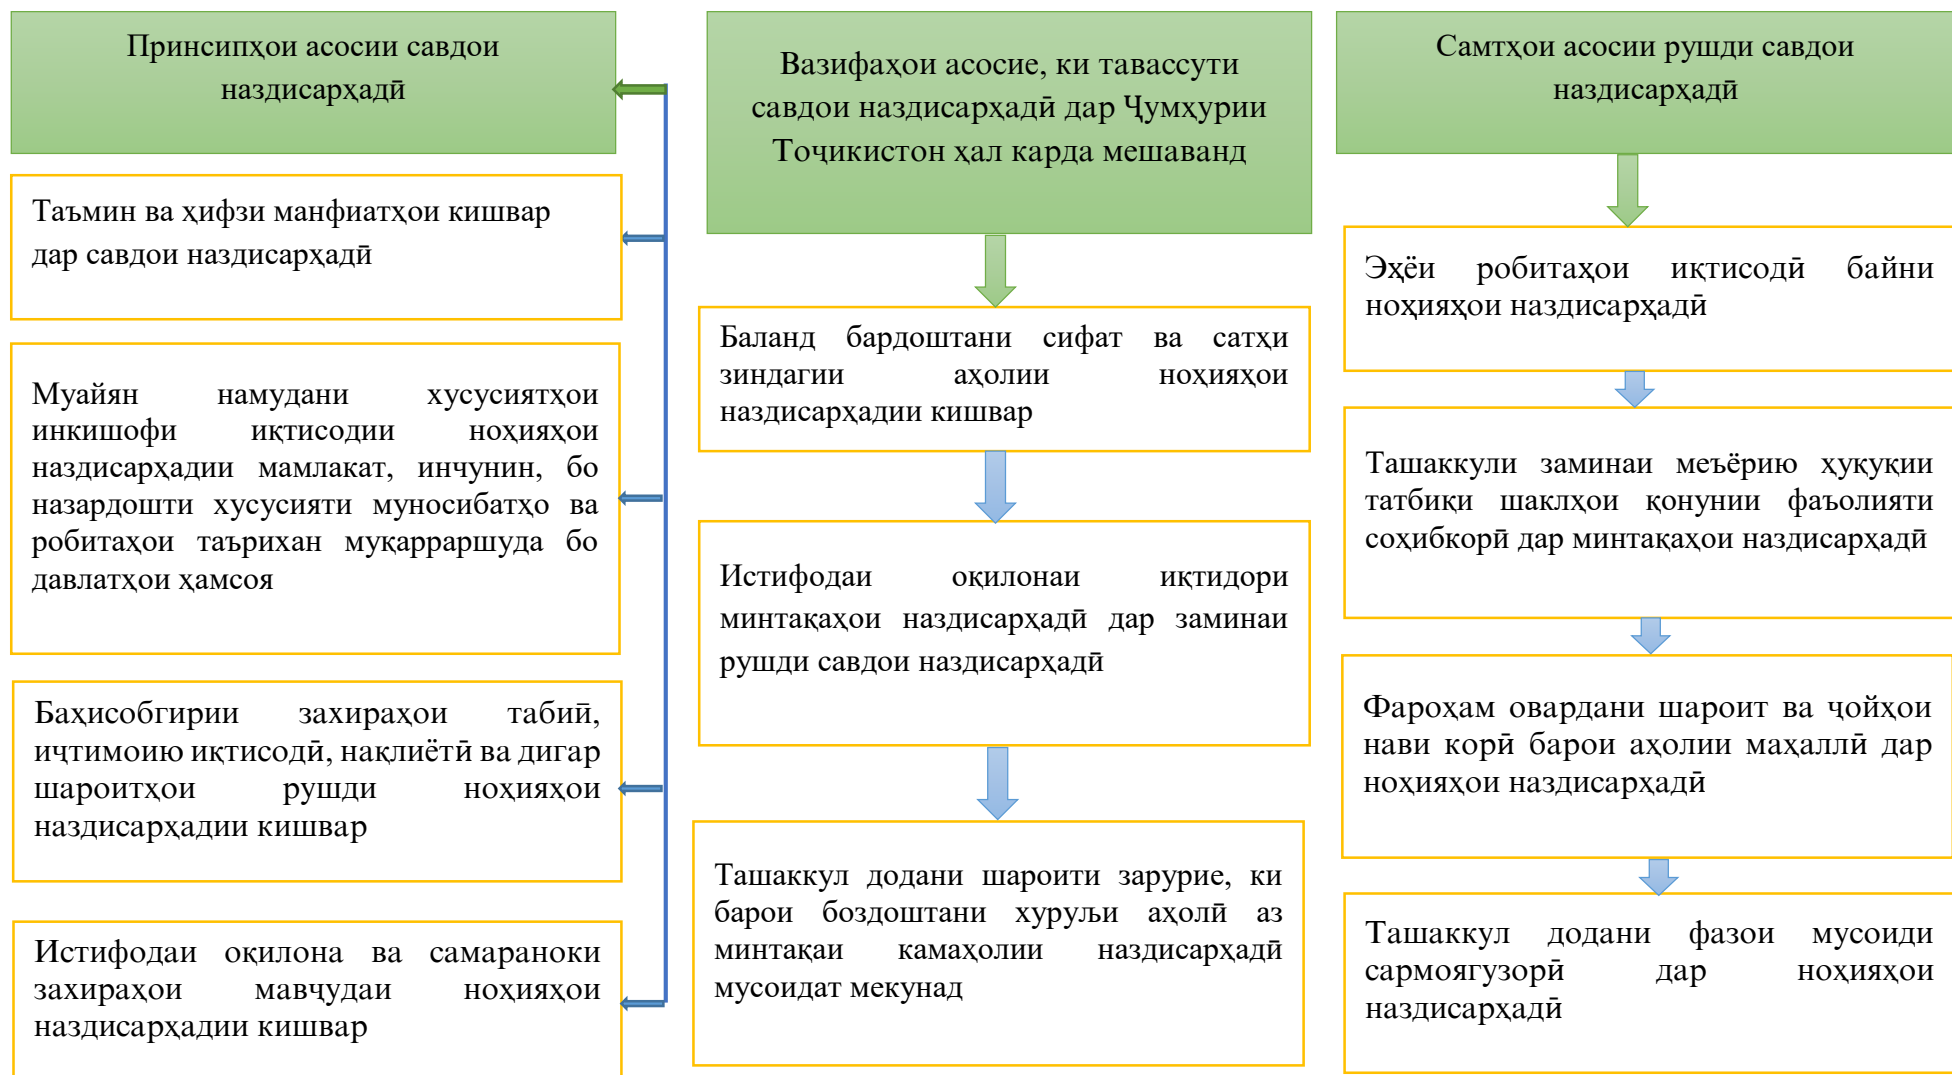 Принсипҳои асосии савдои
наздисарҳадӣ
Таъмин ва ҳифзи манфиатҳои кишвар
дар савдои наздисарҳадӣ
Муайян намудани хусусиятҳои
инкишофи иқтисодии ноҳияҳои
наздисарҳадии мамлакат, инчунин, бо
назардошти хусусияти муносибатҳо ва
робитаҳои таърихан муқарраршуда бо
давлатҳои ҳамсоя
Баҳисобгирии захираҳои табиӣ,
иҷтимоию иқтисодӣ, нақлиётӣ ва дигар
шароитҳои рушди ноҳияҳои
наздисарҳадии кишвар
Истифодаи оқилона ва самараноки
захираҳои мавҷудаи ноҳияҳои
наздисарҳадии кишвар
Вазифаҳои асосие, ки тавассути
савдои наздисарҳадӣ дар Ҷумҳурии
Тоҷикистон ҳал карда мешаванд
Баланд бардоштани сифат ва сатҳи
зиндагии аҳолии ноҳияҳои
наздисарҳадии кишвар
Истифодаи оқилонаи иқтидори
минтақаҳои наздисарҳадӣ дар заминаи
рушди савдои наздисарҳадӣ
Ташаккул додани шароити зарурие, ки
барои боздоштани хуруљи аҳолӣ аз
минтақаи камаҳолии наздисарҳадӣ
мусоидат мекунад
Самтҳои асосии рушди савдои
наздисарҳадӣ
Эҳёи робитаҳои иқтисодӣ байни
ноҳияҳои наздисарҳадӣ
Ташаккули заминаи меъёрию ҳуқуқии
татбиқи шаклҳои қонунии фаъолияти
соҳибкорӣ дар минтақаҳои наздисарҳадӣ
Фароҳам овардани шароит ва ҷойҳои
нави корӣ барои аҳолии маҳаллӣ дар
ноҳияҳои наздисарҳадӣ
Ташаккул додани фазои мусоиди
сармоягузорӣ дар ноҳияҳои
наздисарҳадӣ